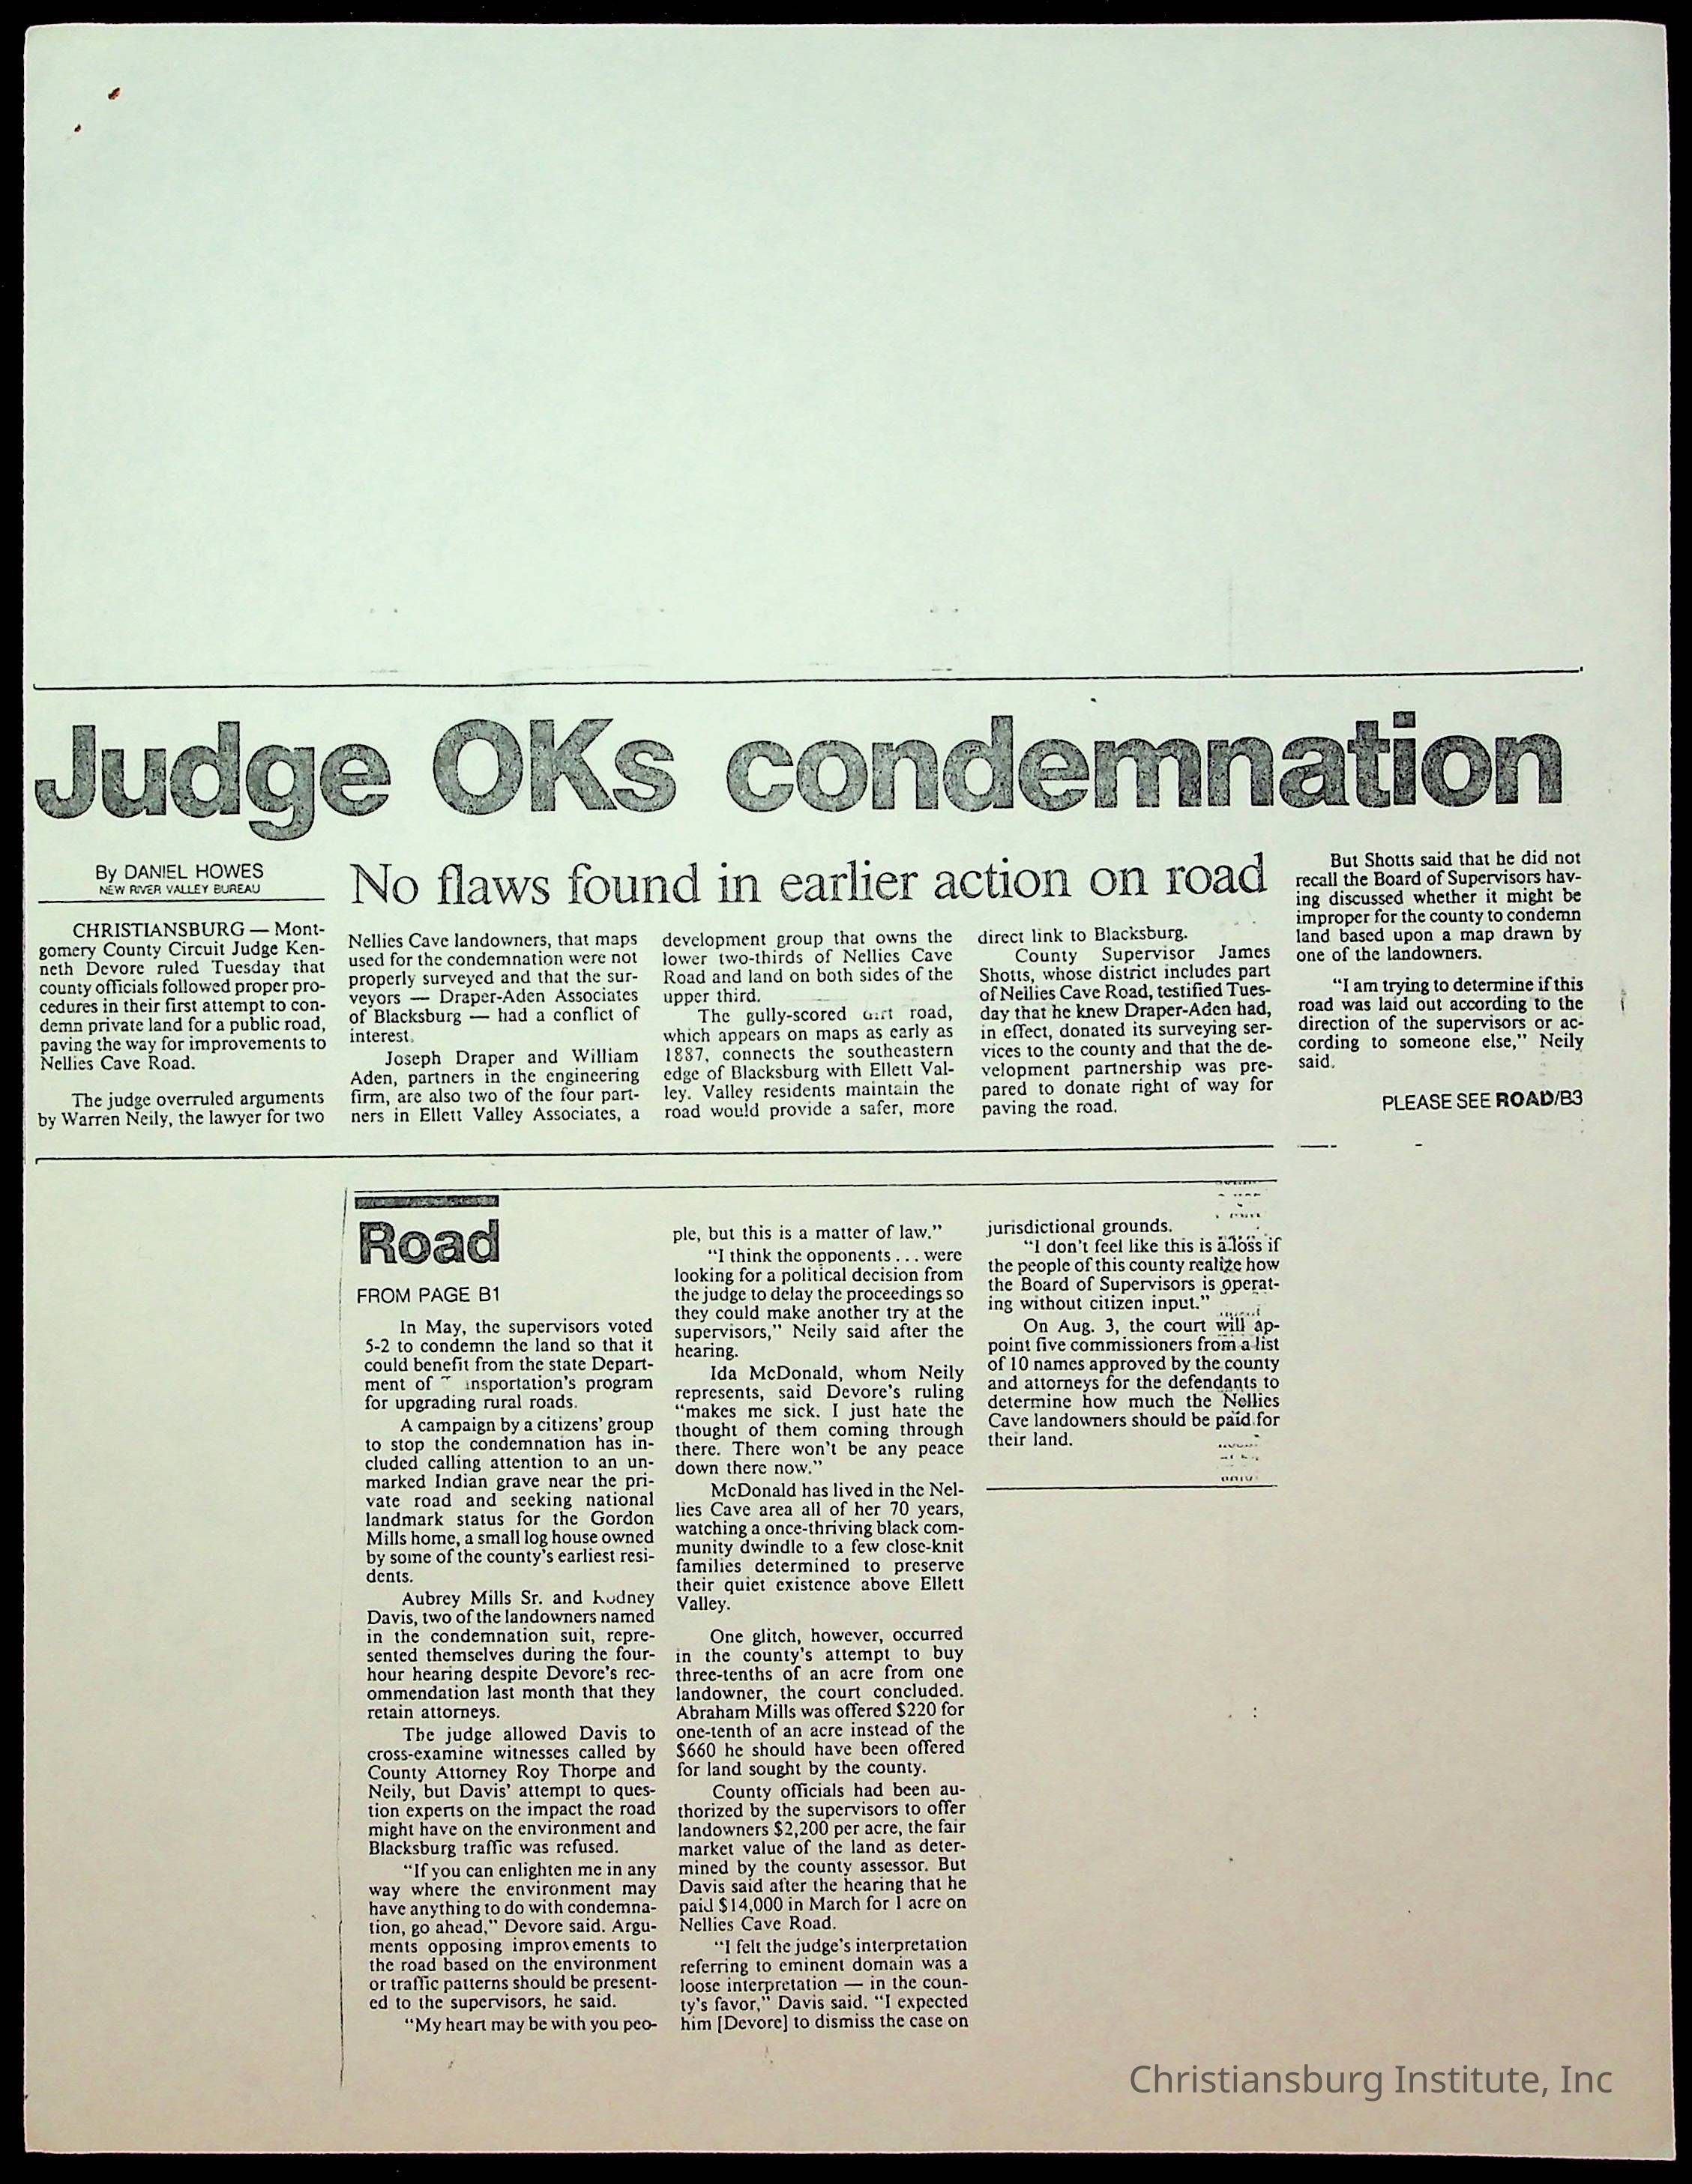 Judge OKs condemnation
By DANIEL HOWES
NEW RIVER VALLEY BUREAU
No flaws found in earlier action on road
CHRISTIANSBURG — Mont-
gomery County Circuit Judge Ken-
neth Devore ruled Tuesday that
county officials followed proper pro-
cedures in their first attempt to con-
demn private land for a public road,
paving the way for improvements to
Nellies Cave Road.
The judge overruled arguments
by Warren Neily, the lawyer for two
Nellies Cave landowners, that maps
used for the condemnation were not
properly surveyed and that the sur-
veyors — Draper-Aden Associates
of Blacksburg — had a conflict of
interest.
Joseph Draper and William
Aden, partners in the engineering
firm, are also two of the four part-
ners in Ellett Valley Associates, a
development group that owns the
lower two-thirds of Nellies Cave
Road and land on both sides of the
upper third.
The gully-scored dirt road,
which appears on maps as early as
1887, connects the southeastern
edge of Blacksburg with Ellett Val-
ley. Valley residents maintain the
road would provide a safer, more
direct link to Blacksburg.
County Supervisor James
Shotts, whose district includes part
of Nellies Cave Road, testified Tues-
day that he knew Draper-Aden had,
in effect, donated its surveying ser-
vices to the county and that the de-
velopment partnership was pre-
pared to donate right of way for
paving the road.
But Shotts said that he did not
recall the Board of Supervisors hav-
ing discussed whether it might be
improper for the county to condemn
land based upon a map drawn by
one of the landowners.
“I am trying to determine if this
road was laid out according to the
direction of the supervisors or ac-
cording to someone else,” Neily
said.
PLEASE SEE ROAD/B3
Road
FROM PAGE B1
In May, the supervisors voted
5-2 to condemn the land so that it
could benefit from the state Depart-
ment of insportation's program
for upgrading rural roads.
A campaign by a citizens' group
to stop the condemnation has in-
cluded calling attention to an un-
marked Indian grave near the pri-
vate road and seeking national
landmark status for the Gordon
Mills home, a small log house owned
by some of the county's earliest resi-
dents.
Aubrey Mills Sr. and Rodney
Davis, two of the landowners named
in the condemnation suit, repre-
sented themselves during the four-
hour hearing despite Devore's rec-
ommendation last month that they
retain attorneys.
The judge allowed Davis to
cross-examine witnesses called by
County Attorney Roy Thorpe and
Neily, but Davis' attempt to ques-
tion experts on the impact the road
might have on the environment and
Blacksburg traffic was refused.
“If you can enlighten me in any
way where the environment may
have anything to do with condemna-
tion, go ahead,” Devore said. Argu-
ments opposing improvements to
the road based on the environment
or traffic patterns should be present-
ed to the supervisors, he said.
“My heart may be with you peo-
ple, but this is a matter of law.”
“I think the opponents . . . were
looking for a political decision from
the judge to delay the proceedings so
they could make another try at the
supervisors,” Neily said after the
hearing.
Ida McDonald, whom Neily
represents, said Devore's ruling
“makes me sick. I just hate the
thought of them coming through
there. There won't be any peace
down there now.”
McDonald has lived in the Nel-
lies Cave area all of her 70 years,
watching a once-thriving black com-
munity dwindle to a few close-knit
families determined to preserve
their quiet existence above Ellett
Valley.
One glitch, however, occurred
in the county's attempt to buy
three-tenths of an acre from one
landowner, the court concluded.
Abraham Mills was offered $220 for
one-tenth of an acre instead of the
$660 he should have been offered
for land sought by the county.
County officials had been au-
thorized by the supervisors to offer
landowners $2,200 per acre, the fair
market value of the land as deter-
mined by the county assessor. But
Davis said after the hearing that he
paid $14,000 in March for 1 acre on
Nellies Cave Road.
“I felt the judge's interpretation
referring to eminent domain was a
loose interpretation — in the coun-
ty's favor,” Davis said. “I expected
him [Devore] to dismiss the case on
jurisdictional grounds.
“I don't feel like this is a loss if
the people of this county realize how
the Board of Supervisors is operat-
ing without citizen input.”
On Aug. 3, the court will ap-
point five commissioners from a list
of 10 names approved by the county
and attorneys for the defendants to
determine how much the Nellies
Cave landowners should be paid for
their land.
Christiansburg Institute, Inc